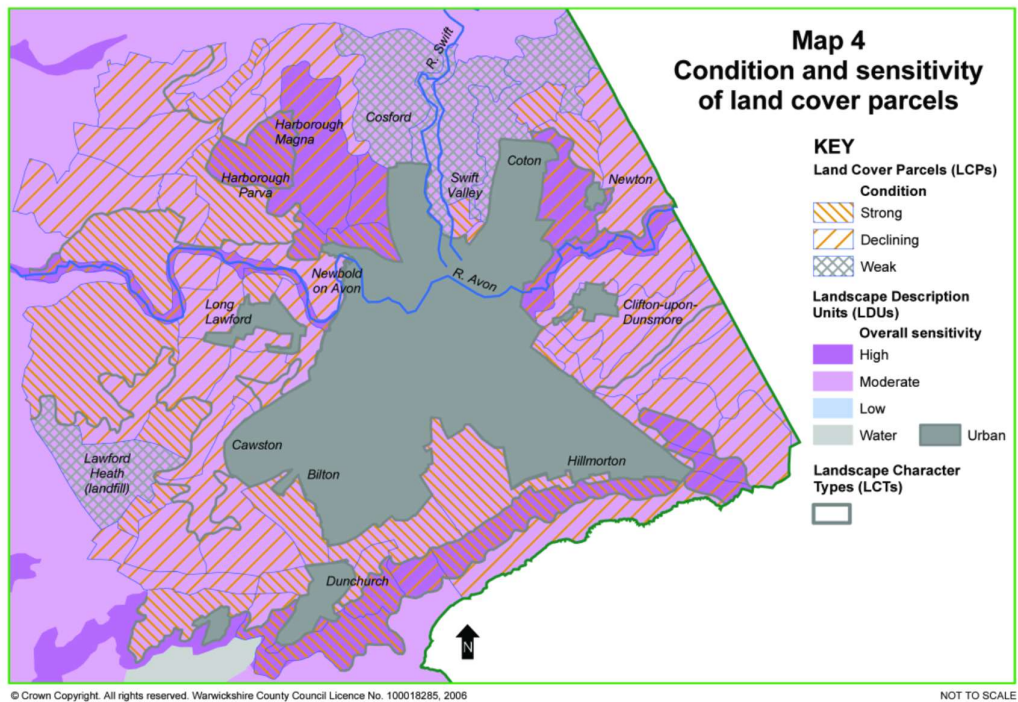 Map 4
Condition and sensitivity
of land cover parcels
KEY
Land Cover Parcels (LCPs)
Condition
Strong
Declining
Weak
Landscape Description
Units (LDUs)
Overall sensitivity
High
Moderate
Low
Water
Urban
Landscape Character
Types (LCTs)
R. Swift
Cosford
Harborough
Magna
Harborough
Parva
Coton
Swift
Valley
Newton
Newbold
on Avon
R. Avon
Long
Lawford
Clifton-upon-
Dunsmore
Lawford
Heath
(landfill)
Cawston
Bilton
Hillmorton
Dunchurch
N
© Crown Copyright. All rights reserved. Warwickshire County Council Licence No. 100018285, 2006
NOT TO SCALE